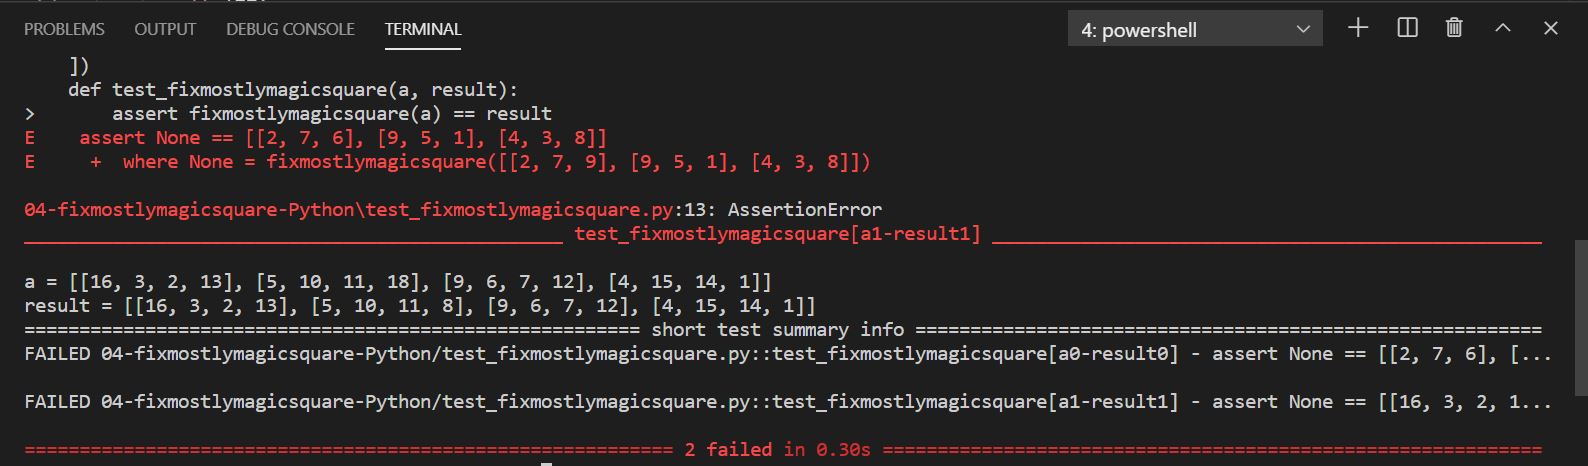 PROBLEMS OUTPUT DEBUG CONSOLE TERMINAL 4: powershell
])
def test_fixmostlymagicsquare(a, result):
> assert fixmostlymagicsquare(a) == result
E assert None == [[2, 7, 6], [9, 5, 1], [4, 3, 8]]
E + where None = fixmostlymagicsquare([[2, 7, 9], [9, 5, 1], [4, 3, 8]])
04-fixmostlymagicsquare-Python\test_fixmostlymagicsquare.py:13: AssertionError
__________________________________________________ test_fixmostlymagicsquare[a1-result1] __________________________________________________
a = [[16, 3, 2, 13], [5, 10, 11, 18], [9, 6, 7, 12], [4, 15, 14, 1]]
result = [[16, 3, 2, 13], [5, 10, 11, 8], [9, 6, 7, 12], [4, 15, 14, 1]]
======================================================== short test summary info =========================================================
FAILED 04-fixmostlymagicsquare-Python/test_fixmostlymagicsquare.py::test_fixmostlymagicsquare[a0-result0] - assert None == [[2, 7, 6], [...
FAILED 04-fixmostlymagicsquare-Python/test_fixmostlymagicsquare.py::test_fixmostlymagicsquare[a1-result1] - assert None == [[16, 3, 2, 1...
=========================================================== 2 failed in 0.30s ============================================================